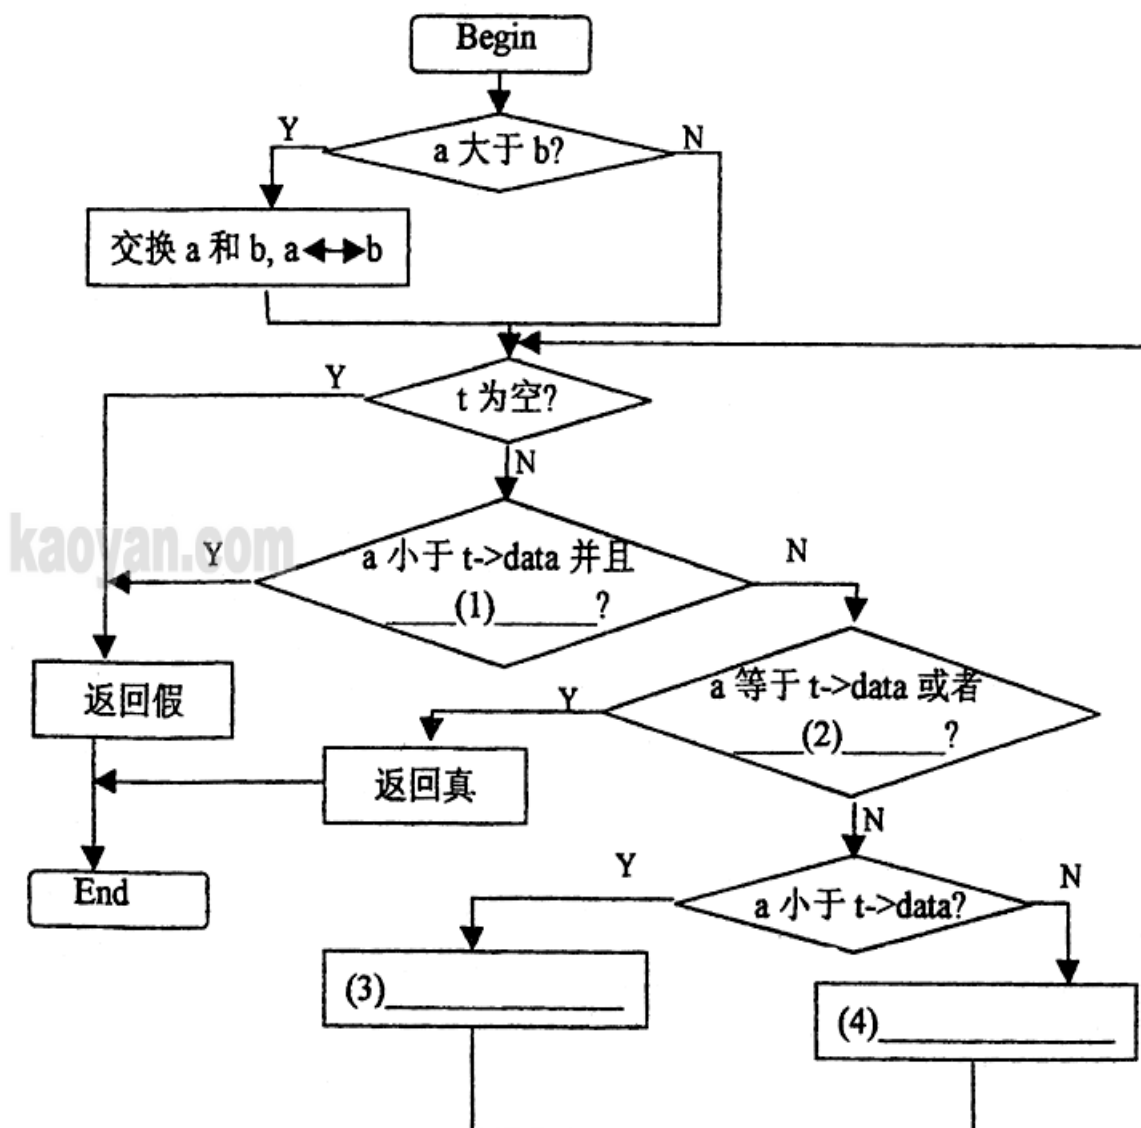 Begin
Y
a 大于 b?
N
交换 a 和 b, a◄►b
Y
t 为空?
N
kaoyan.com
Y
a 小于 t->data 并且
____(1)______?
N
返回假
Y
a 等于 t->data 或者
____(2)______?
返回真
N
End
Y
a 小于 t->data?
N
(3)______________
(4)______________